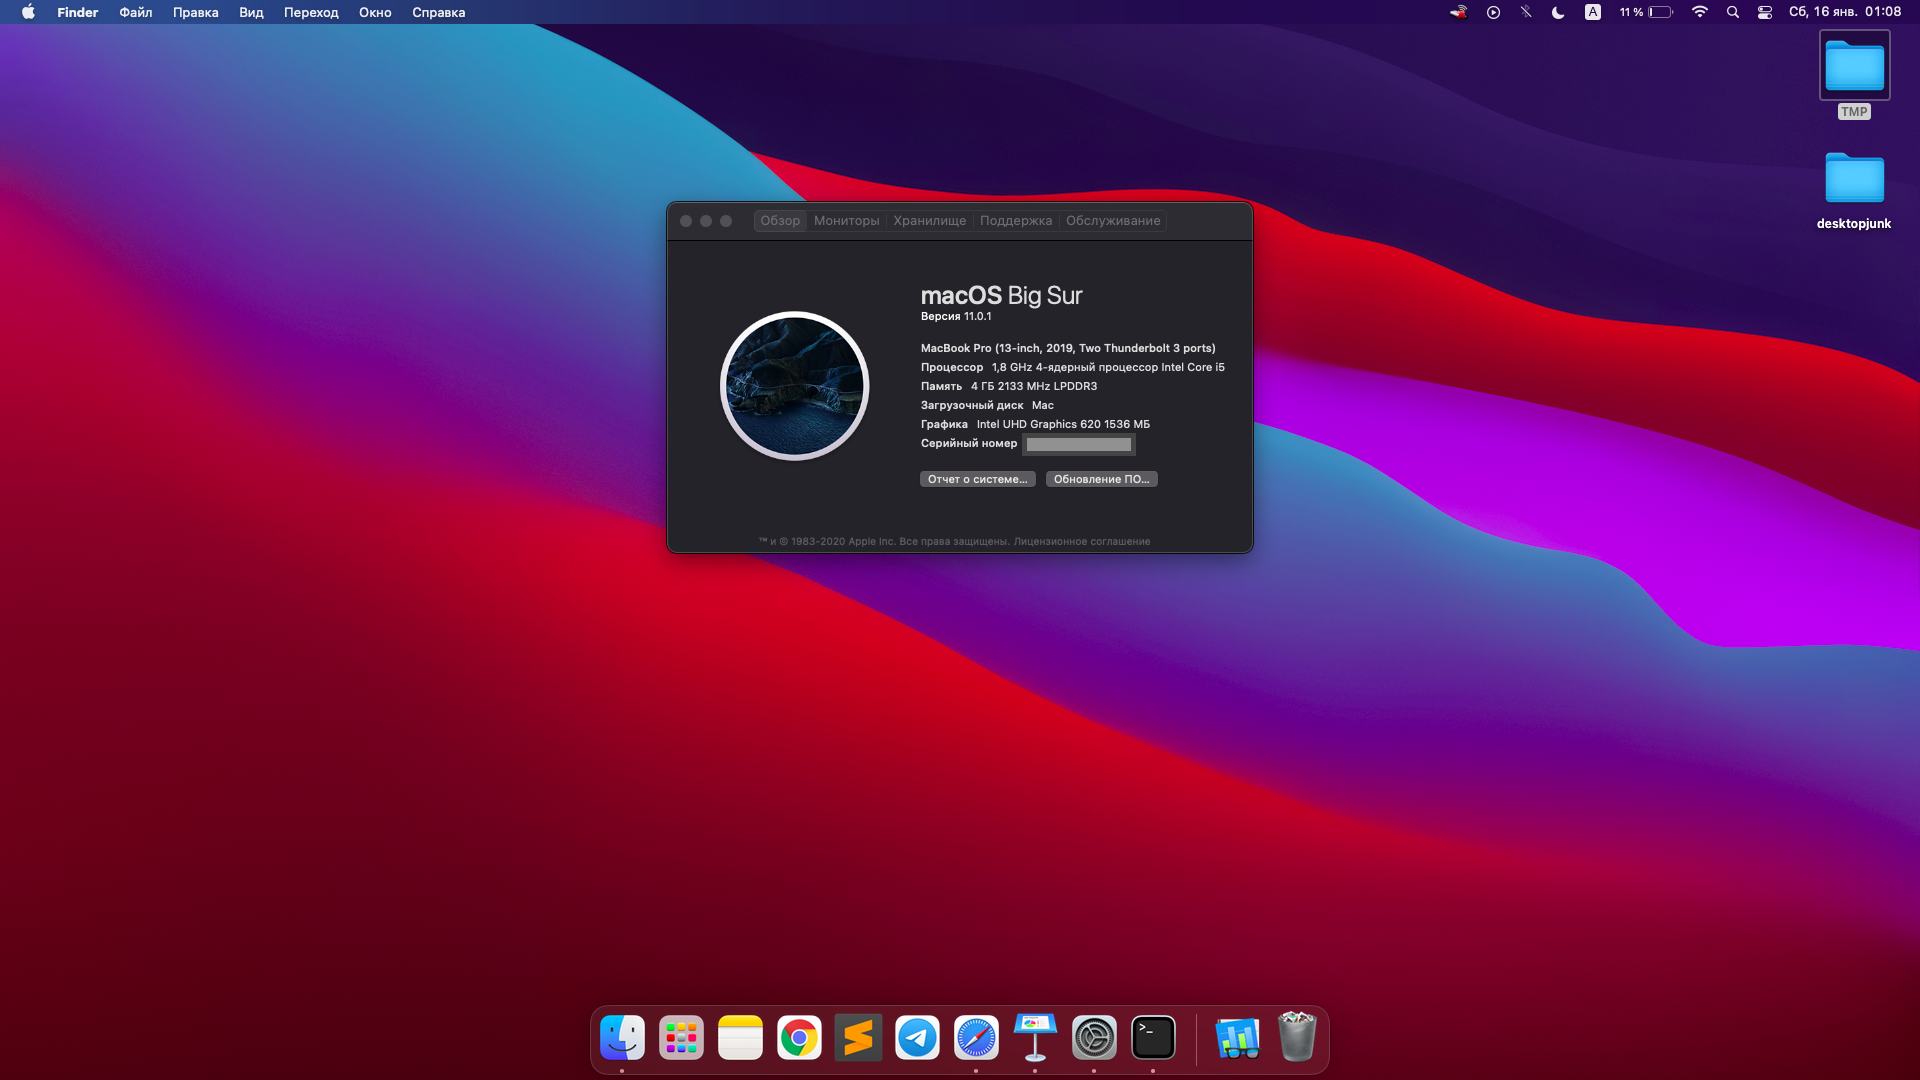 Finder Файл Правка Вид Переход Окно Справка A 11 % Сб, 16 янв. 01:08
TMP
desktopjunk
Обзор Мониторы Хранилище Поддержка Обслуживание
macOS Big Sur
Версия 11.0.1
MacBook Pro (13-inch, 2019, Two Thunderbolt 3 ports)
Процессор 1,8 GHz 4-ядерный процессор Intel Core i5
Память 4 ГБ 2133 MHz LPDDR3
Загрузочный диск Mac
Графика Intel UHD Graphics 620 1536 МБ
Серийный номер
Отчет о системе... Обновление ПО...
™ и © 1983-2020 Apple Inc. Все права защищены. Лицензионное соглашение
>_